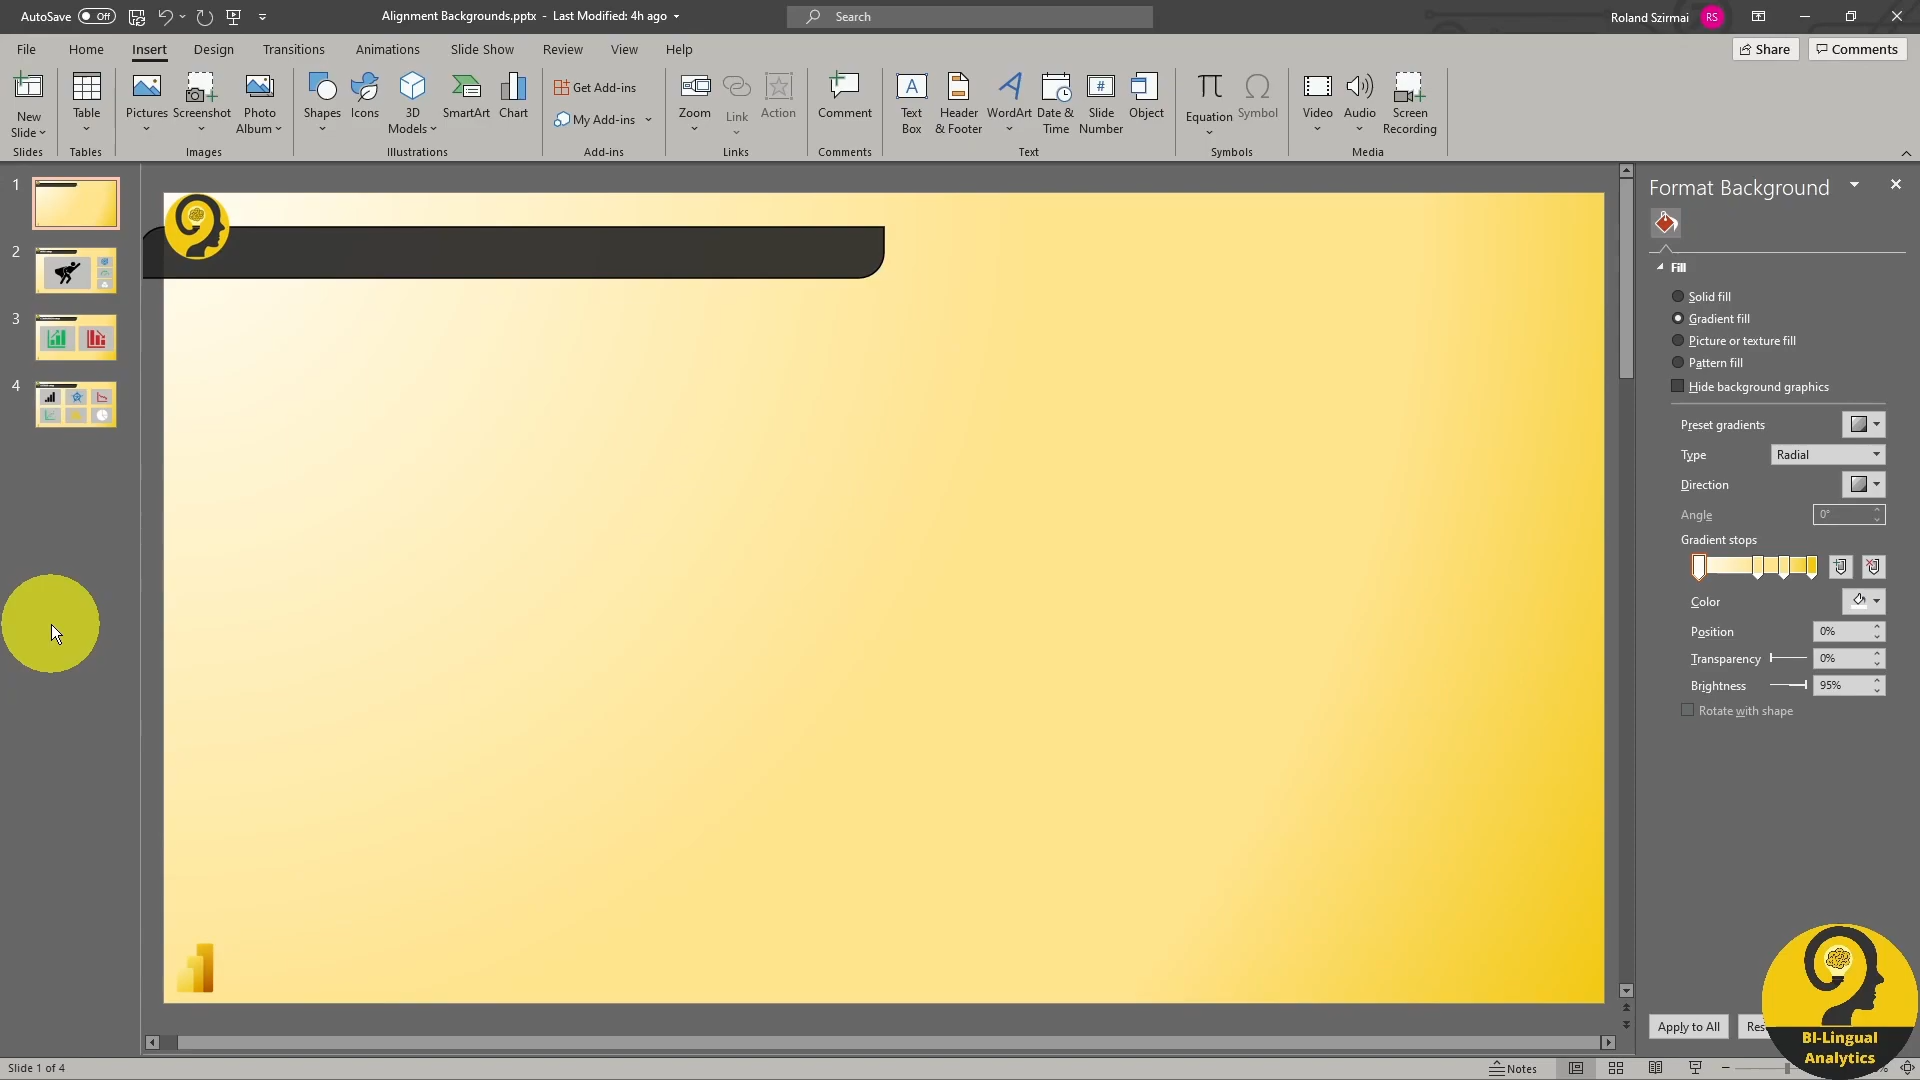 AutoSave Off
Alignment Backgrounds.pptx - Last Modified: 4h ago
Search
Roland Szirmai RS
File Home Insert Design Transitions Animations Slide Show Review View Help
Share Comments
New Slide
Table
Pictures
Screenshot
Photo Album
Shapes
Icons
3D Models
SmartArt
Chart
Get Add-ins
My Add-ins
Zoom
Link
Action
Comment
Text Box
Header & Footer
WordArt
Date & Time
Slide Number
Object
Equation
Symbol
Video
Audio
Screen Recording
Slides Tables Images Illustrations Add-ins Links Comments Text Symbols Media
1
2
3
4
Format Background
Fill
Solid fill
Gradient fill
Picture or texture fill
Pattern fill
Hide background graphics
Preset gradients
Type Radial
Direction
Angle 0°
Gradient stops
Color
Position 0%
Transparency 0%
Brightness 95%
Rotate with shape
Apply to All
BI-Lingual
Analytics
Slide 1 of 4
Notes